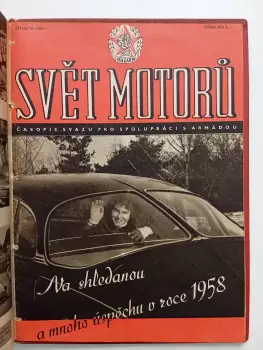 SVĚT MOTORŮ
ČASOPIS SVAZU PRO SPOLUPRÁCI S ARMÁDOU
Na shledanou
v roce 1958
a mnoho úspěchů